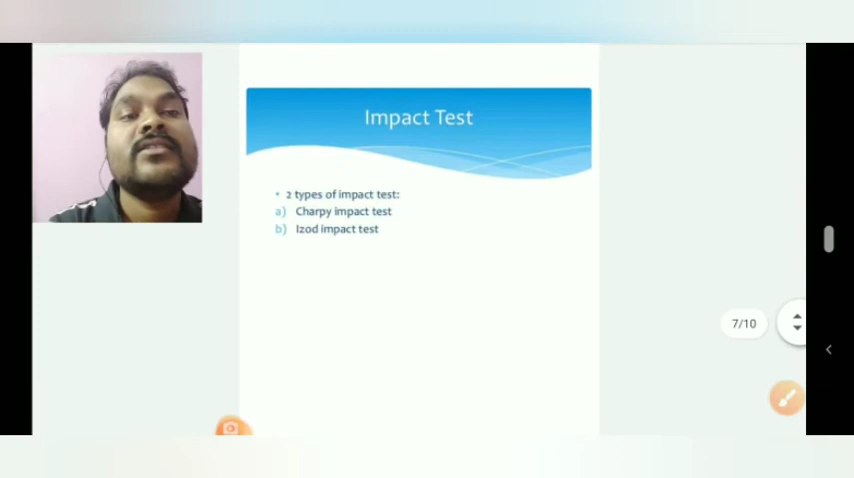 Impact Test
• 2 types of impact test:
a) Charpy impact test
b) Izod impact test
7/10